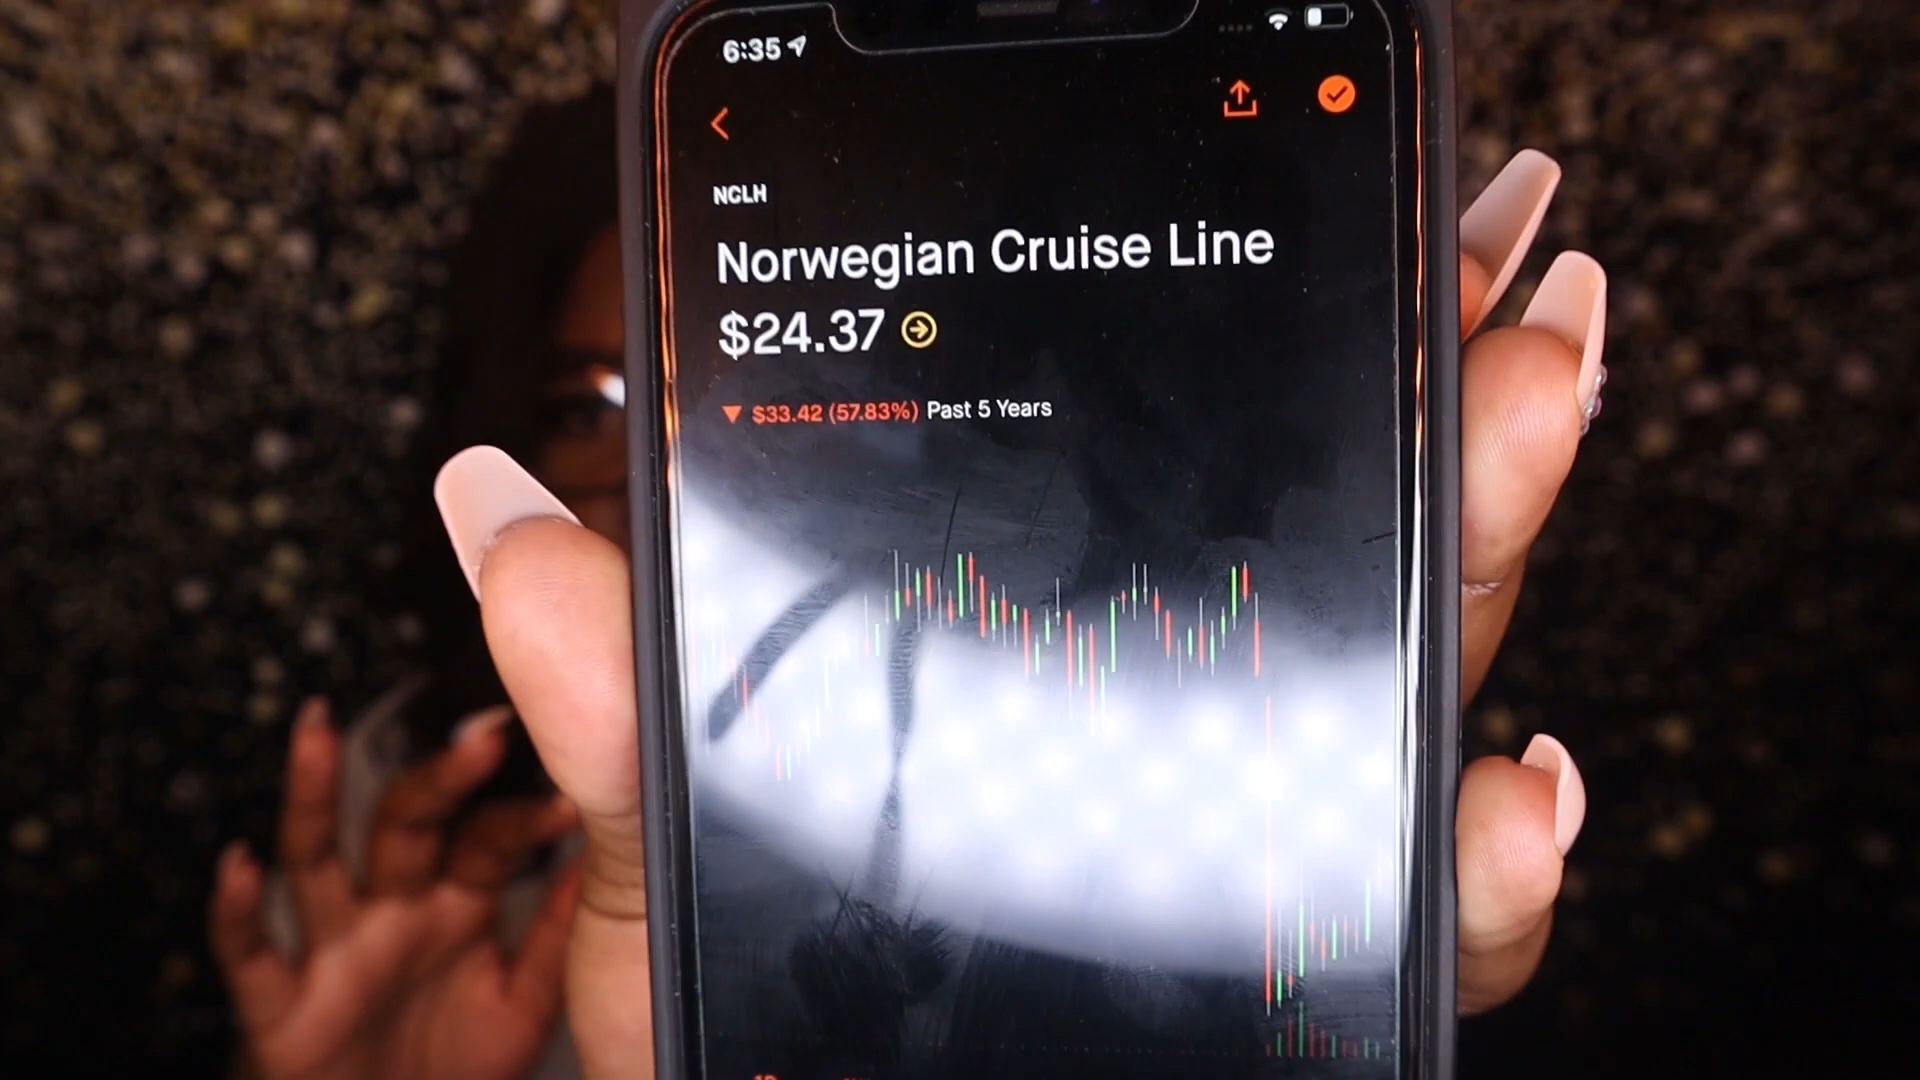 6:35
NCLH
Norwegian Cruise Line
$24.37
▼ $33.42 (57.83%) Past 5 Years